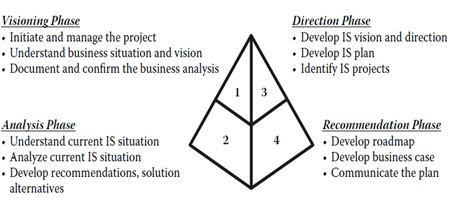 Visioning Phase
• Initiate and manage the project
• Understand business situation and vision
• Document and confirm the business analysis
Direction Phase
• Develop IS vision and direction
• Develop IS plan
• Identify IS projects
1
3
2
4
Analysis Phase
• Understand current IS situation
• Analyze current IS situation
• Develop recommendations, solution
alternatives
Recommendation Phase
• Develop roadmap
• Develop business case
• Communicate the plan